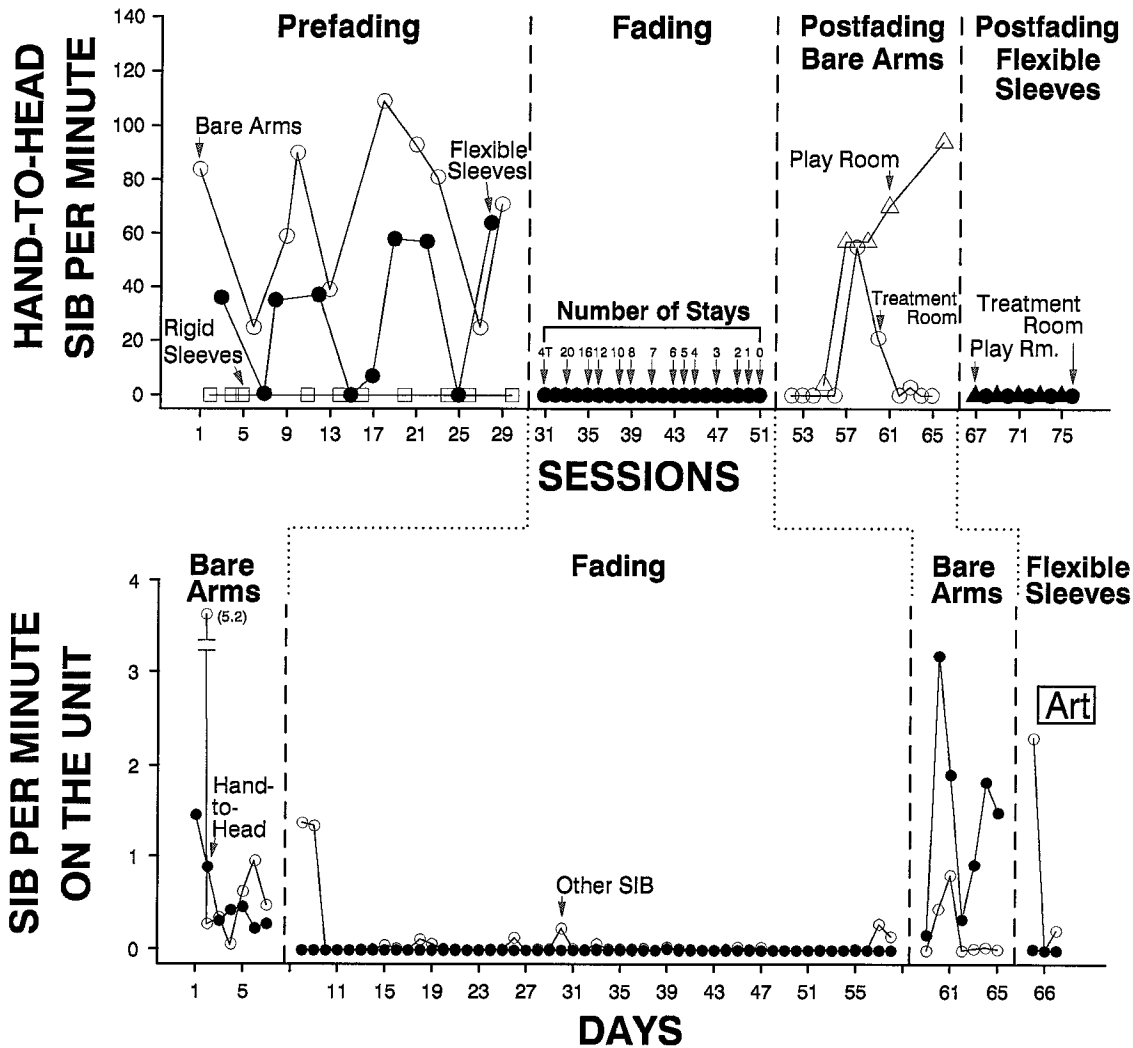 HAND-TO-HEAD
SIB PER MINUTE
140
120
100
80
60
40
20
0
Prefading
Fading
Postfading
Bare Arms
Postfading
Flexible
Sleeves
Bare Arms
Flexible
Sleeves
Rigid
Sleeves
Number of Stays
4T 20 16 12 10 8 7 6 5 4 3 2 1 0
Play Room
Treatment
Room
Treatment
Room
Play Rm.
1 5 9 13 17 21 25 29 31 35 39 43 47 51 53 57 61 65 67 71 75
SESSIONS
SIB PER MINUTE
ON THE UNIT
4
3
2
1
0
Bare
Arms
Fading
Bare
Arms
Flexible
Sleeves
(5.2)
Hand-
to-
Head
Other SIB
Art
1 5 11 15 19 23 27 31 35 39 43 47 51 55 61 65 66
DAYS